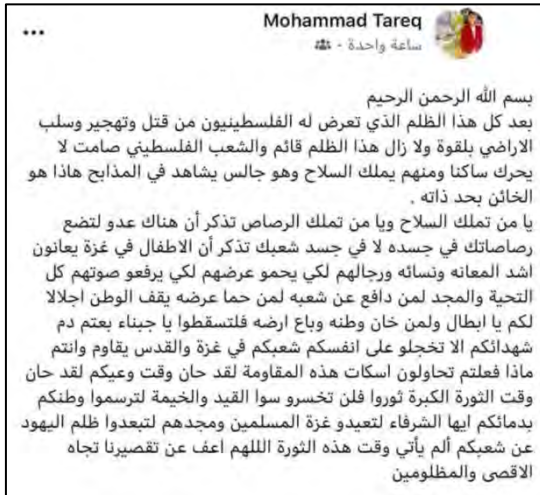 Mohammad Tareq
ساعة واحدة •
بسم الله الرحمن الرحيم
بعد كل هذا الظلم الذي تعرض له الفلسطينيون من قتل وتهجير وسلب
الاراضي بلقوة ولا زال هذا الظلم قائم والشعب الفلسطيني صامت لا
يحرك ساكنا ومنهم يملك السلاح وهو جالس يشاهد في المذابح هاذا هو
الخائن بحد ذاته .
يا من تملك السلاح ويا من تملك الرصاص تذكر أن هناك عدو لتضع
رصاصاتك في جسده لا في جسد شعبك تذكر أن الاطفال في غزة يعانون
اشد المعانه ونسائه ورجالهم لكي يحمو عرضهم لكي يرفعو صوتهم كل
التحية والمجد لمن دافع عن شعبه لمن حما عرضه يقف الوطن اجلالا
لكم يا ابطال ولمن خان وطنه وباع ارضه فلتسقطوا يا جبناء بعتم دم
شهدائكم الا تخجلو على انفسكم شعبكم في غزة والقدس يقاوم وانتم
ماذا فعلتم تحاولون اسكات هذه المقاومة لقد حان وقت وعيكم لقد حان
وقت الثورة الكبرة ثوروا فلن تخسرو سوا القيد والخيمة لترسموا وطنكم
بدمائكم ايها الشرفاء لتعيدو غزة المسلمين ومجدهم لتبعدوا ظلم اليهود
عن شعبكم ألم يأتي وقت هذه الثورة الللهم اعف عن تقصيرنا تجاه
الاقصى والمظلومين